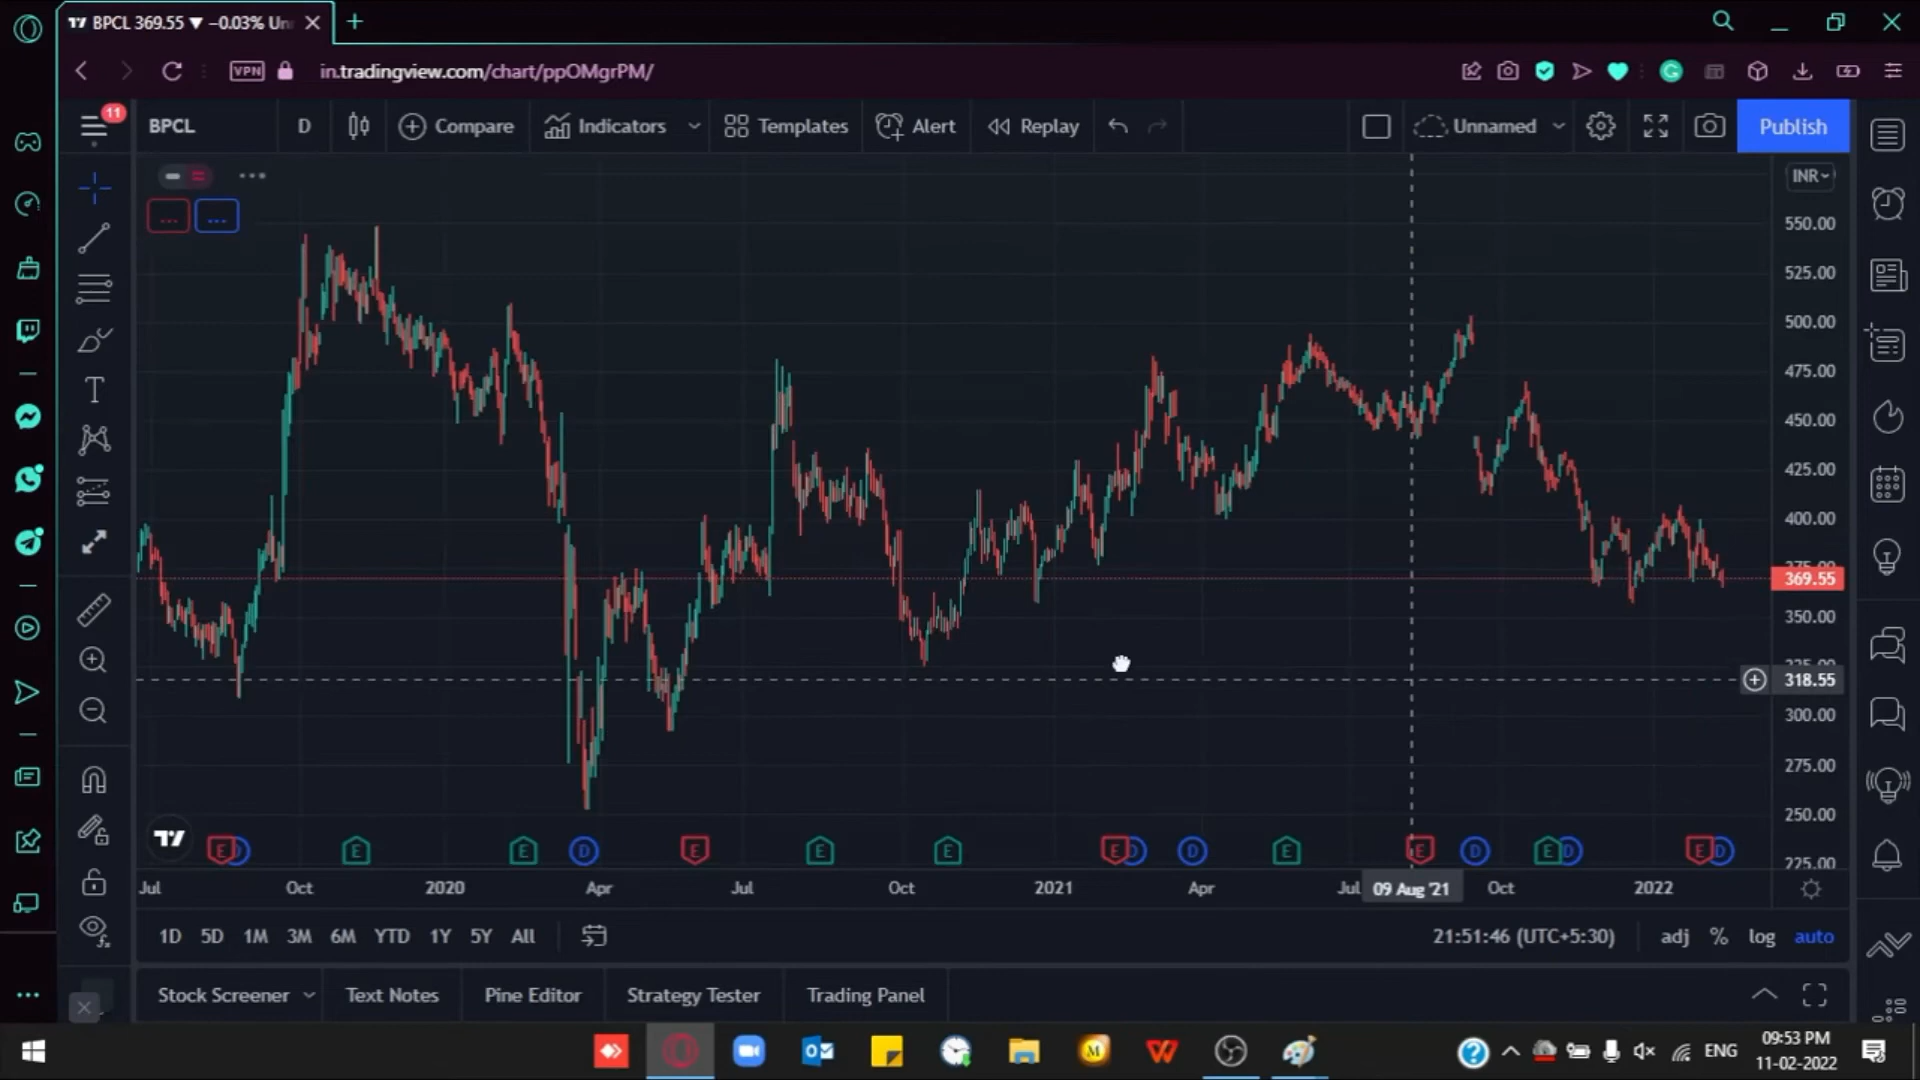 BPCL 369.55 ▼ −0.03% Un
VPN
in.tradingview.com/chart/ppOMgrPM/
11
BPCL
D
Compare
Indicators
Templates
Alert
Replay
Unnamed
Publish
INR
550.00
525.00
500.00
475.00
450.00
425.00
400.00
369.55
350.00
318.55
300.00
275.00
250.00
225.00
E D E E D E E E E D D E E D E D E D
Jul Oct 2020 Apr Jul Oct 2021 Apr Jul 09 Aug '21 Oct 2022
1D 5D 1M 3M 6M YTD 1Y 5Y All
21:51:46 (UTC+5:30)
adj % log auto
Stock Screener
Text Notes
Pine Editor
Strategy Tester
Trading Panel
ENG
09:53 PM
11-02-2022